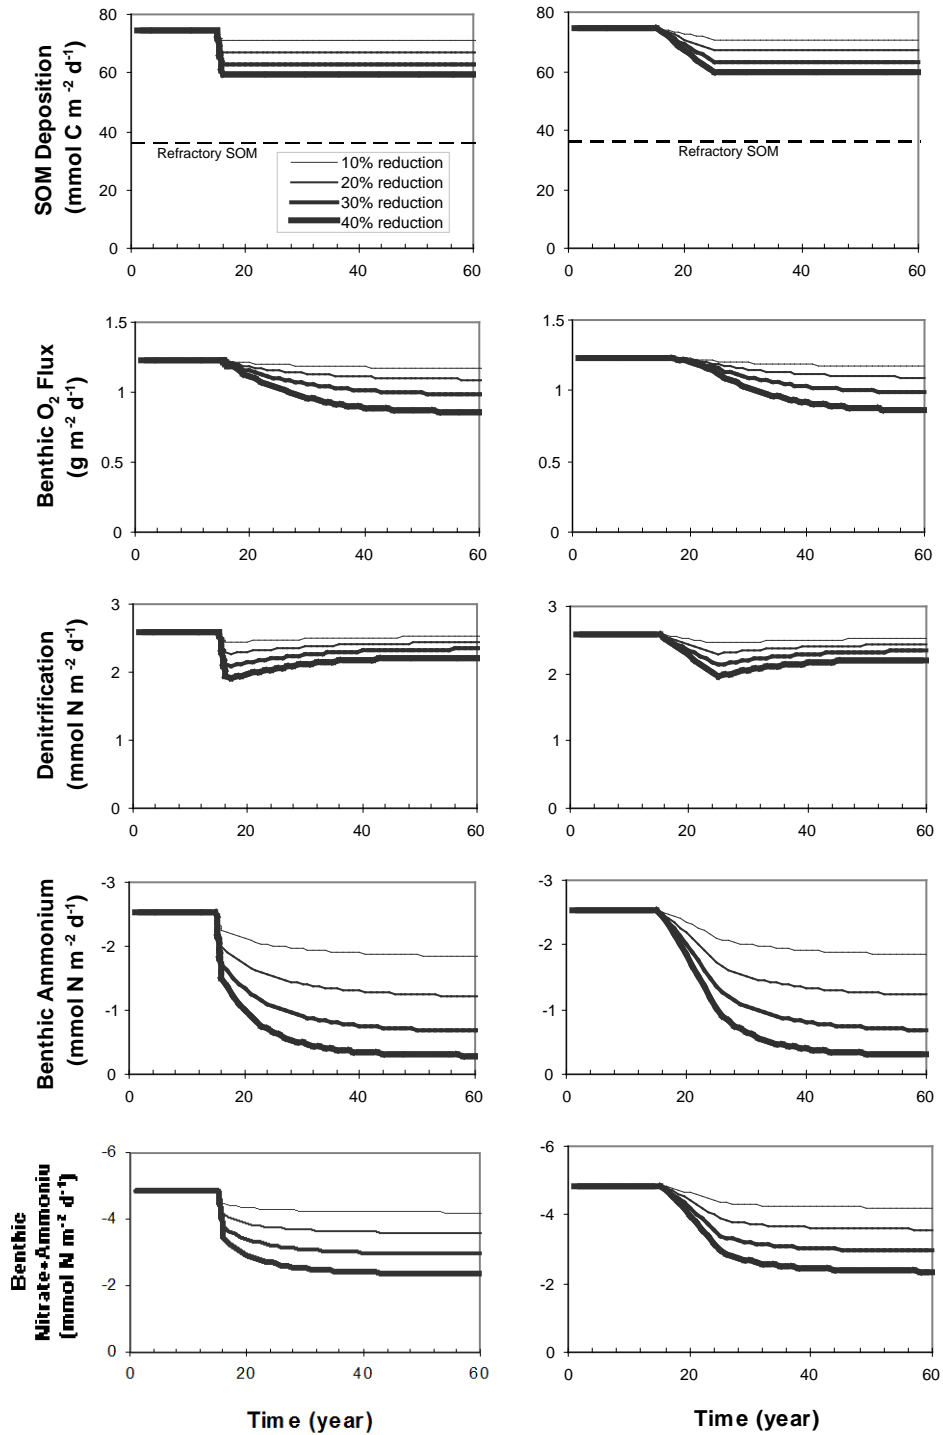 SOM Deposition
(mmol C m⁻² d⁻¹)
80
60
40
20
0
0 20 40 60
Refractory SOM
10% reduction
20% reduction
30% reduction
40% reduction
80
60
40
20
0
0 20 40 60
Refractory SOM
Benthic O₂ Flux
(g m⁻² d⁻¹)
1.5
1
0.5
0
0 20 40 60
1.5
1
0.5
0
0 20 40 60
Denitrification
(mmol N m⁻² d⁻¹)
3
2
1
0
0 20 40 60
3
2
1
0
0 20 40 60
Benthic Ammonium
(mmol N m⁻² d⁻¹)
-3
-2
-1
0
0 20 40 60
-3
-2
-1
0
0 20 40 60
Benthic
Nitrate+Ammoniu
(mmol N m⁻² d⁻¹)
-6
-4
-2
0
0 20 40 60
-6
-4
-2
0
0 20 40 60
Time (year)
Time (year)